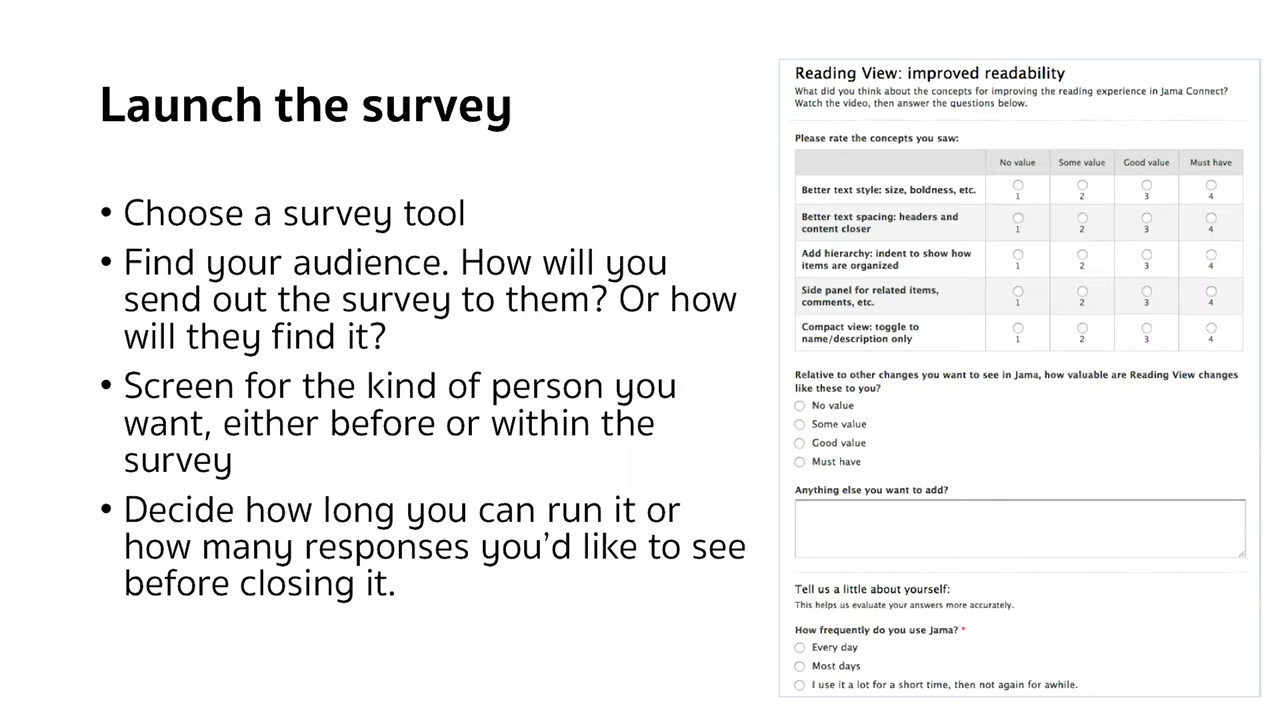 Launch the survey
• Choose a survey tool
• Find your audience. How will you
send out the survey to them? Or how
will they find it?
• Screen for the kind of person you
want, either before or within the
survey
• Decide how long you can run it or
how many responses you'd like to see
before closing it.
Reading View: improved readability
What did you think about the concepts for improving the reading experience in Jama Connect?
Watch the video, then answer the questions below.
Please rate the concepts you saw:
No value Some value Good value Must have
Better text style: size, boldness, etc.
1 2 3 4
Better text spacing: headers and
content closer
1 2 3 4
Add hierarchy: indent to show how
items are organized
1 2 3 4
Side panel for related items,
comments, etc.
1 2 3 4
Compact view: toggle to
name/description only
1 2 3 4
Relative to other changes you want to see in Jama, how valuable are Reading View changes
like these to you?
No value
Some value
Good value
Must have
Anything else you want to add?
Tell us a little about yourself:
This helps us evaluate your answers more accurately.
How frequently do you use Jama? *
Every day
Most days
I use it a lot for a short time, then not again for awhile.